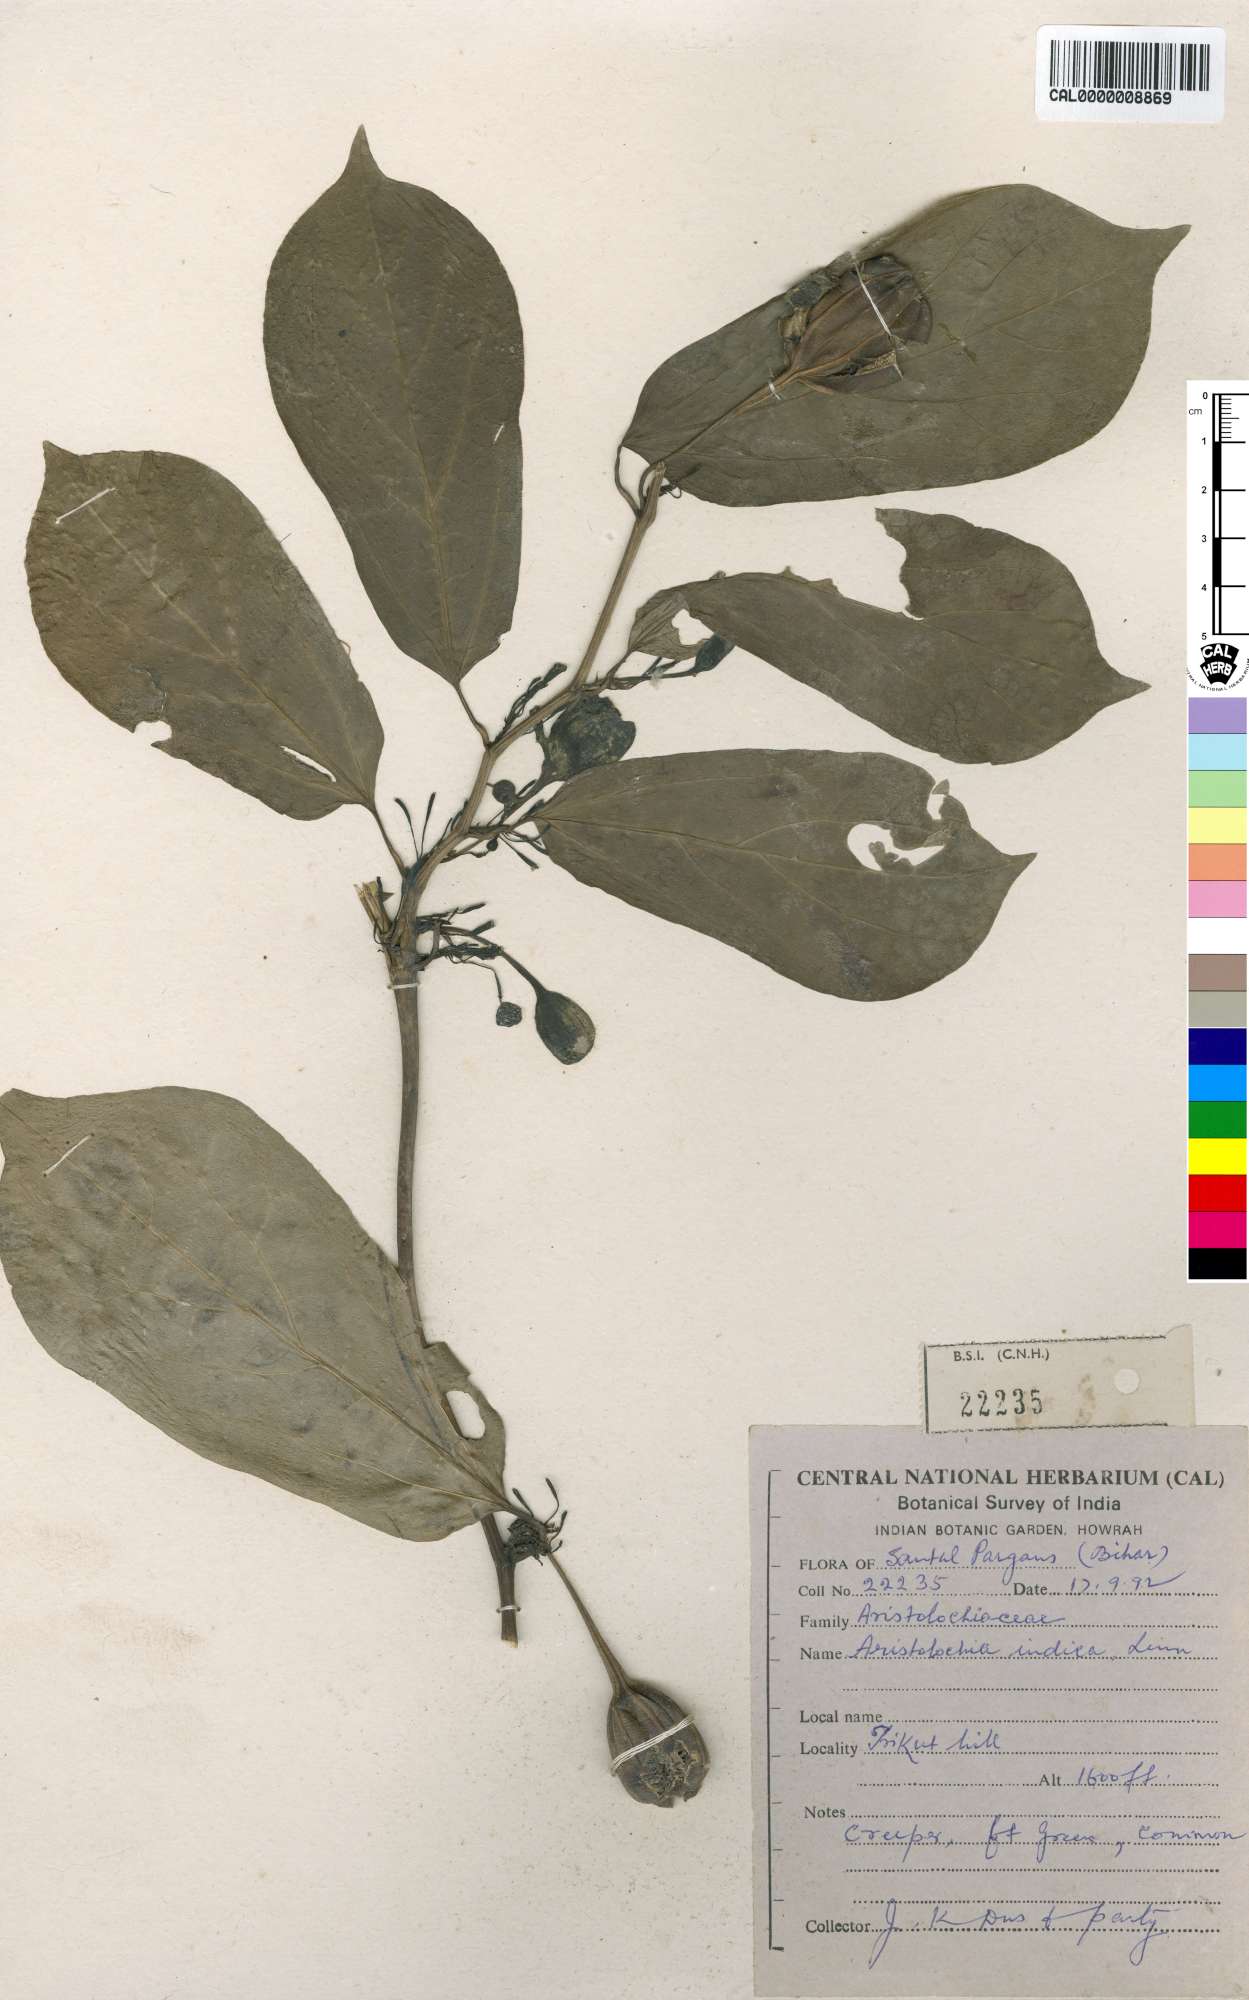 CAL0000008869
0
cm
1
2
3
4
5
CAL
HERB
B.S.I. (C.N.H.)
22235
CENTRAL NATIONAL HERBARIUM (CAL)
Botanical Survey of India
INDIAN BOTANIC GARDEN, HOWRAH
FLORA OF Santal Pargans (Bihar)
Coll No. 22235 Date 17.9.92
Family Aristolochiaceae
Name Aristolochia indica, Linn
Local name
Locality Trikut hill
Alt 1600 ft.
Notes
Creeper, ft Green, common
Collector J. K Das & party